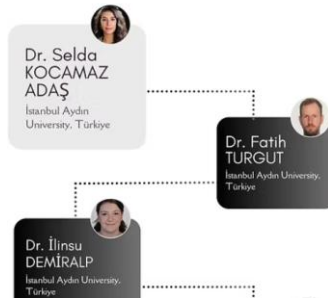 Dr. Selda
KOCAMAZ
ADAŞ
İstanbul Aydın
University, Türkiye
Dr. Fatih
TURGUT
İstanbul Aydın University,
Türkiye
Dr. İlinsu
DEMİRALP
İstanbul Aydın University,
Türkiye